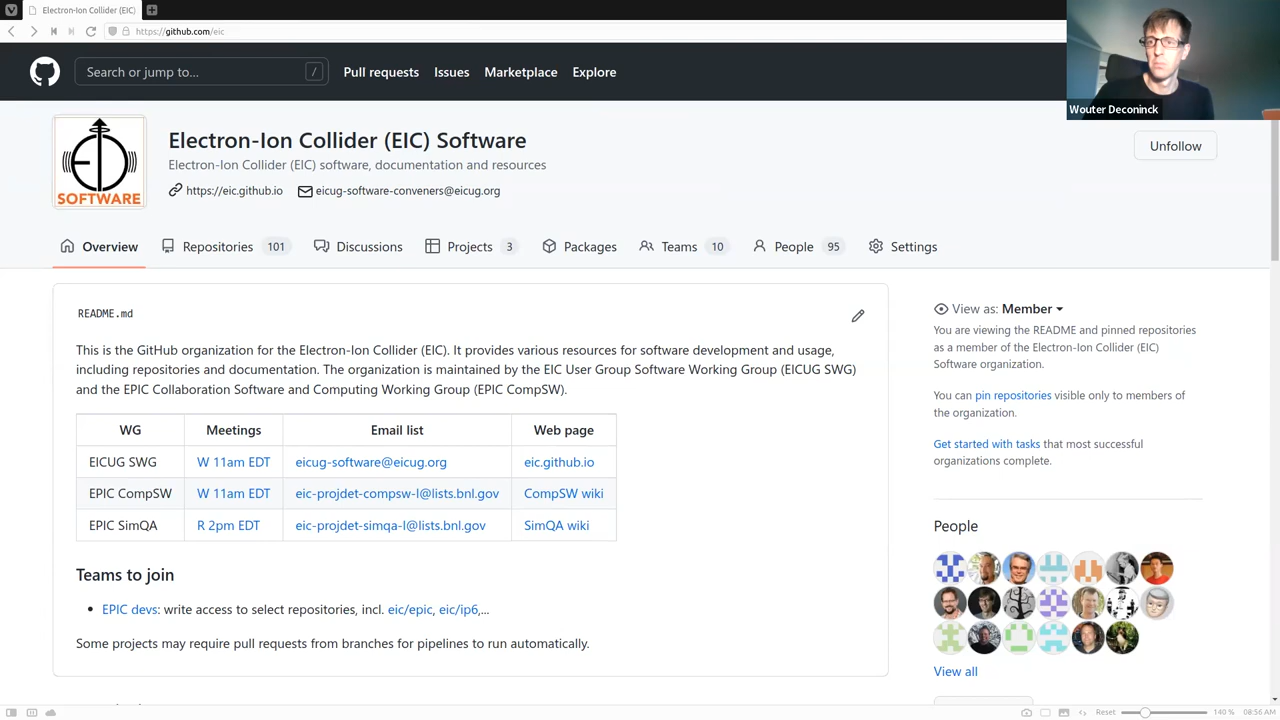 Electron-Ion Collider (EIC)
https://github.com/eic
Search or jump to... /
Pull requests Issues Marketplace Explore
Wouter Deconinck
SOFTWARE
Electron-Ion Collider (EIC) Software
Electron-Ion Collider (EIC) software, documentation and resources
https://eic.github.io eicug-software-conveners@eicug.org
Unfollow
Overview Repositories 101 Discussions Projects 3 Packages Teams 10 People 95 Settings
README.md
This is the GitHub organization for the Electron-Ion Collider (EIC). It provides various resources for software development and usage,
including repositories and documentation. The organization is maintained by the EIC User Group Software Working Group (EICUG SWG)
and the EPIC Collaboration Software and Computing Working Group (EPIC CompSW).
WG Meetings Email list Web page
EICUG SWG W 11am EDT eicug-software@eicug.org eic.github.io
EPIC CompSW W 11am EDT eic-projdet-compsw-l@lists.bnl.gov CompSW wiki
EPIC SimQA R 2pm EDT eic-projdet-simqa-l@lists.bnl.gov SimQA wiki
Teams to join
• EPIC devs: write access to select repositories, incl. eic/epic, eic/ip6,...
Some projects may require pull requests from branches for pipelines to run automatically.
View as: Member
You are viewing the README and pinned repositories
as a member of the Electron-Ion Collider (EIC)
Software organization.
You can pin repositories visible only to members of
the organization.
Get started with tasks that most successful
organizations complete.
People
View all
Reset 140 % 08:56 AM